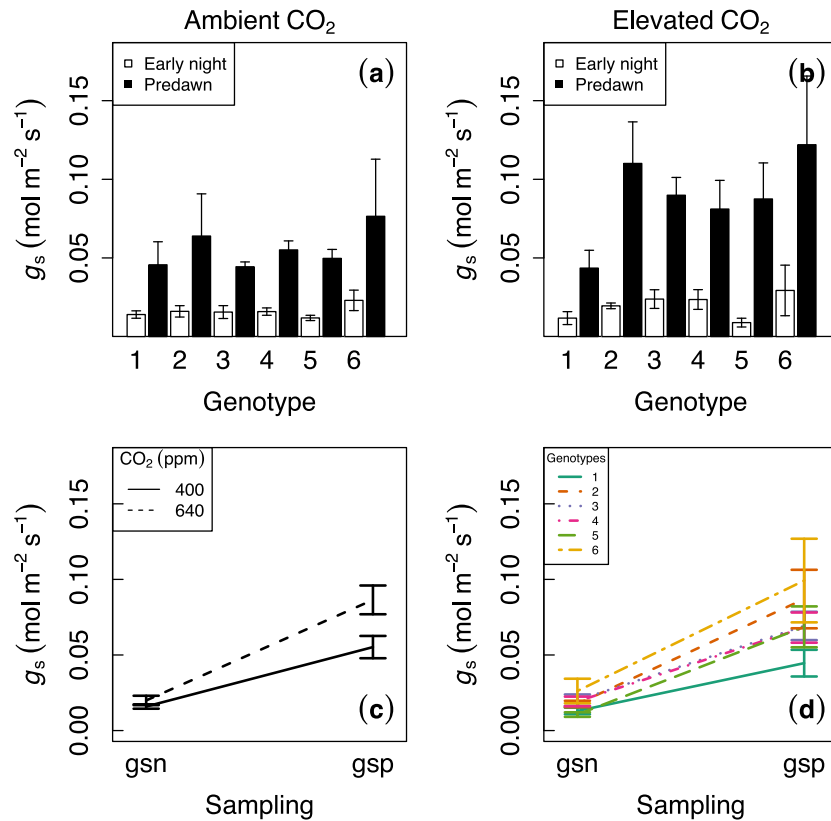 Ambient CO₂
Elevated CO₂
Early night
Predawn
(a)
0.15
0.10
0.05
gₛ (mol m⁻² s⁻¹)
1 2 3 4 5 6
Genotype
Early night
Predawn
(b)
0.15
0.10
0.05
gₛ (mol m⁻² s⁻¹)
1 2 3 4 5 6
Genotype
CO₂ (ppm)
400
640
0.15
0.10
0.05
0.00
gₛ (mol m⁻² s⁻¹)
(c)
gsn gsp
Sampling
Genotypes
1
2
3
4
5
6
0.15
0.10
0.05
0.00
gₛ (mol m⁻² s⁻¹)
(d)
gsn gsp
Sampling